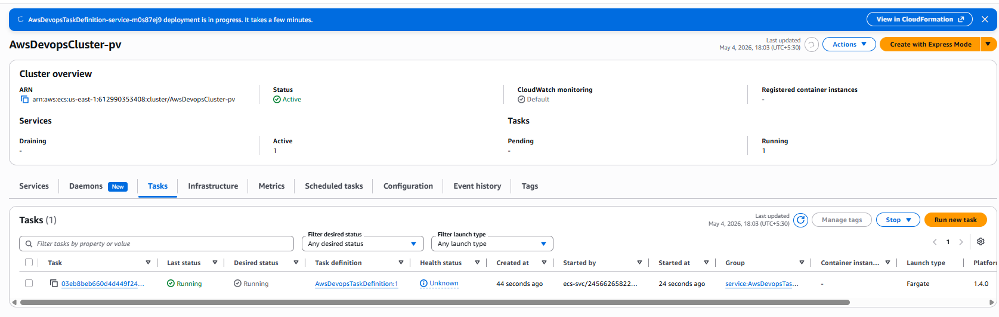 AwsDevopsTaskDefinition-service-m0s87ej9 deployment is in progress. It takes a few minutes.
View in CloudFormation
AwsDevopsCluster-pv
Last updated
May 4, 2026, 18:03 (UTC+5:30)
Actions
Create with Express Mode
Cluster overview
ARN
arn:aws:ecs:us-east-1:612990353408:cluster/AwsDevopsCluster-pv
Status
Active
CloudWatch monitoring
Default
Registered container instances
-
Services
Tasks
Draining
-
Active
1
Pending
-
Running
1
Services Daemons New Tasks Infrastructure Metrics Scheduled tasks Configuration Event history Tags
Tasks (1)
Last updated
May 4, 2026, 18:03 (UTC+5:30)
Manage tags
Stop
Run new task
Filter tasks by property or value
Filter desired status
Any desired status
Filter launch type
Any launch type
1
Task Last status Desired status Task definition Health status Created at Started by Started at Group Container instan... Launch type Platforr
03eb8beb660d4d449f24... Running Running AwsDevopsTaskDefinition:1 Unknown 44 seconds ago ecs-svc/24566265822... 24 seconds ago service:AwsDevopsTas... - Fargate 1.4.0